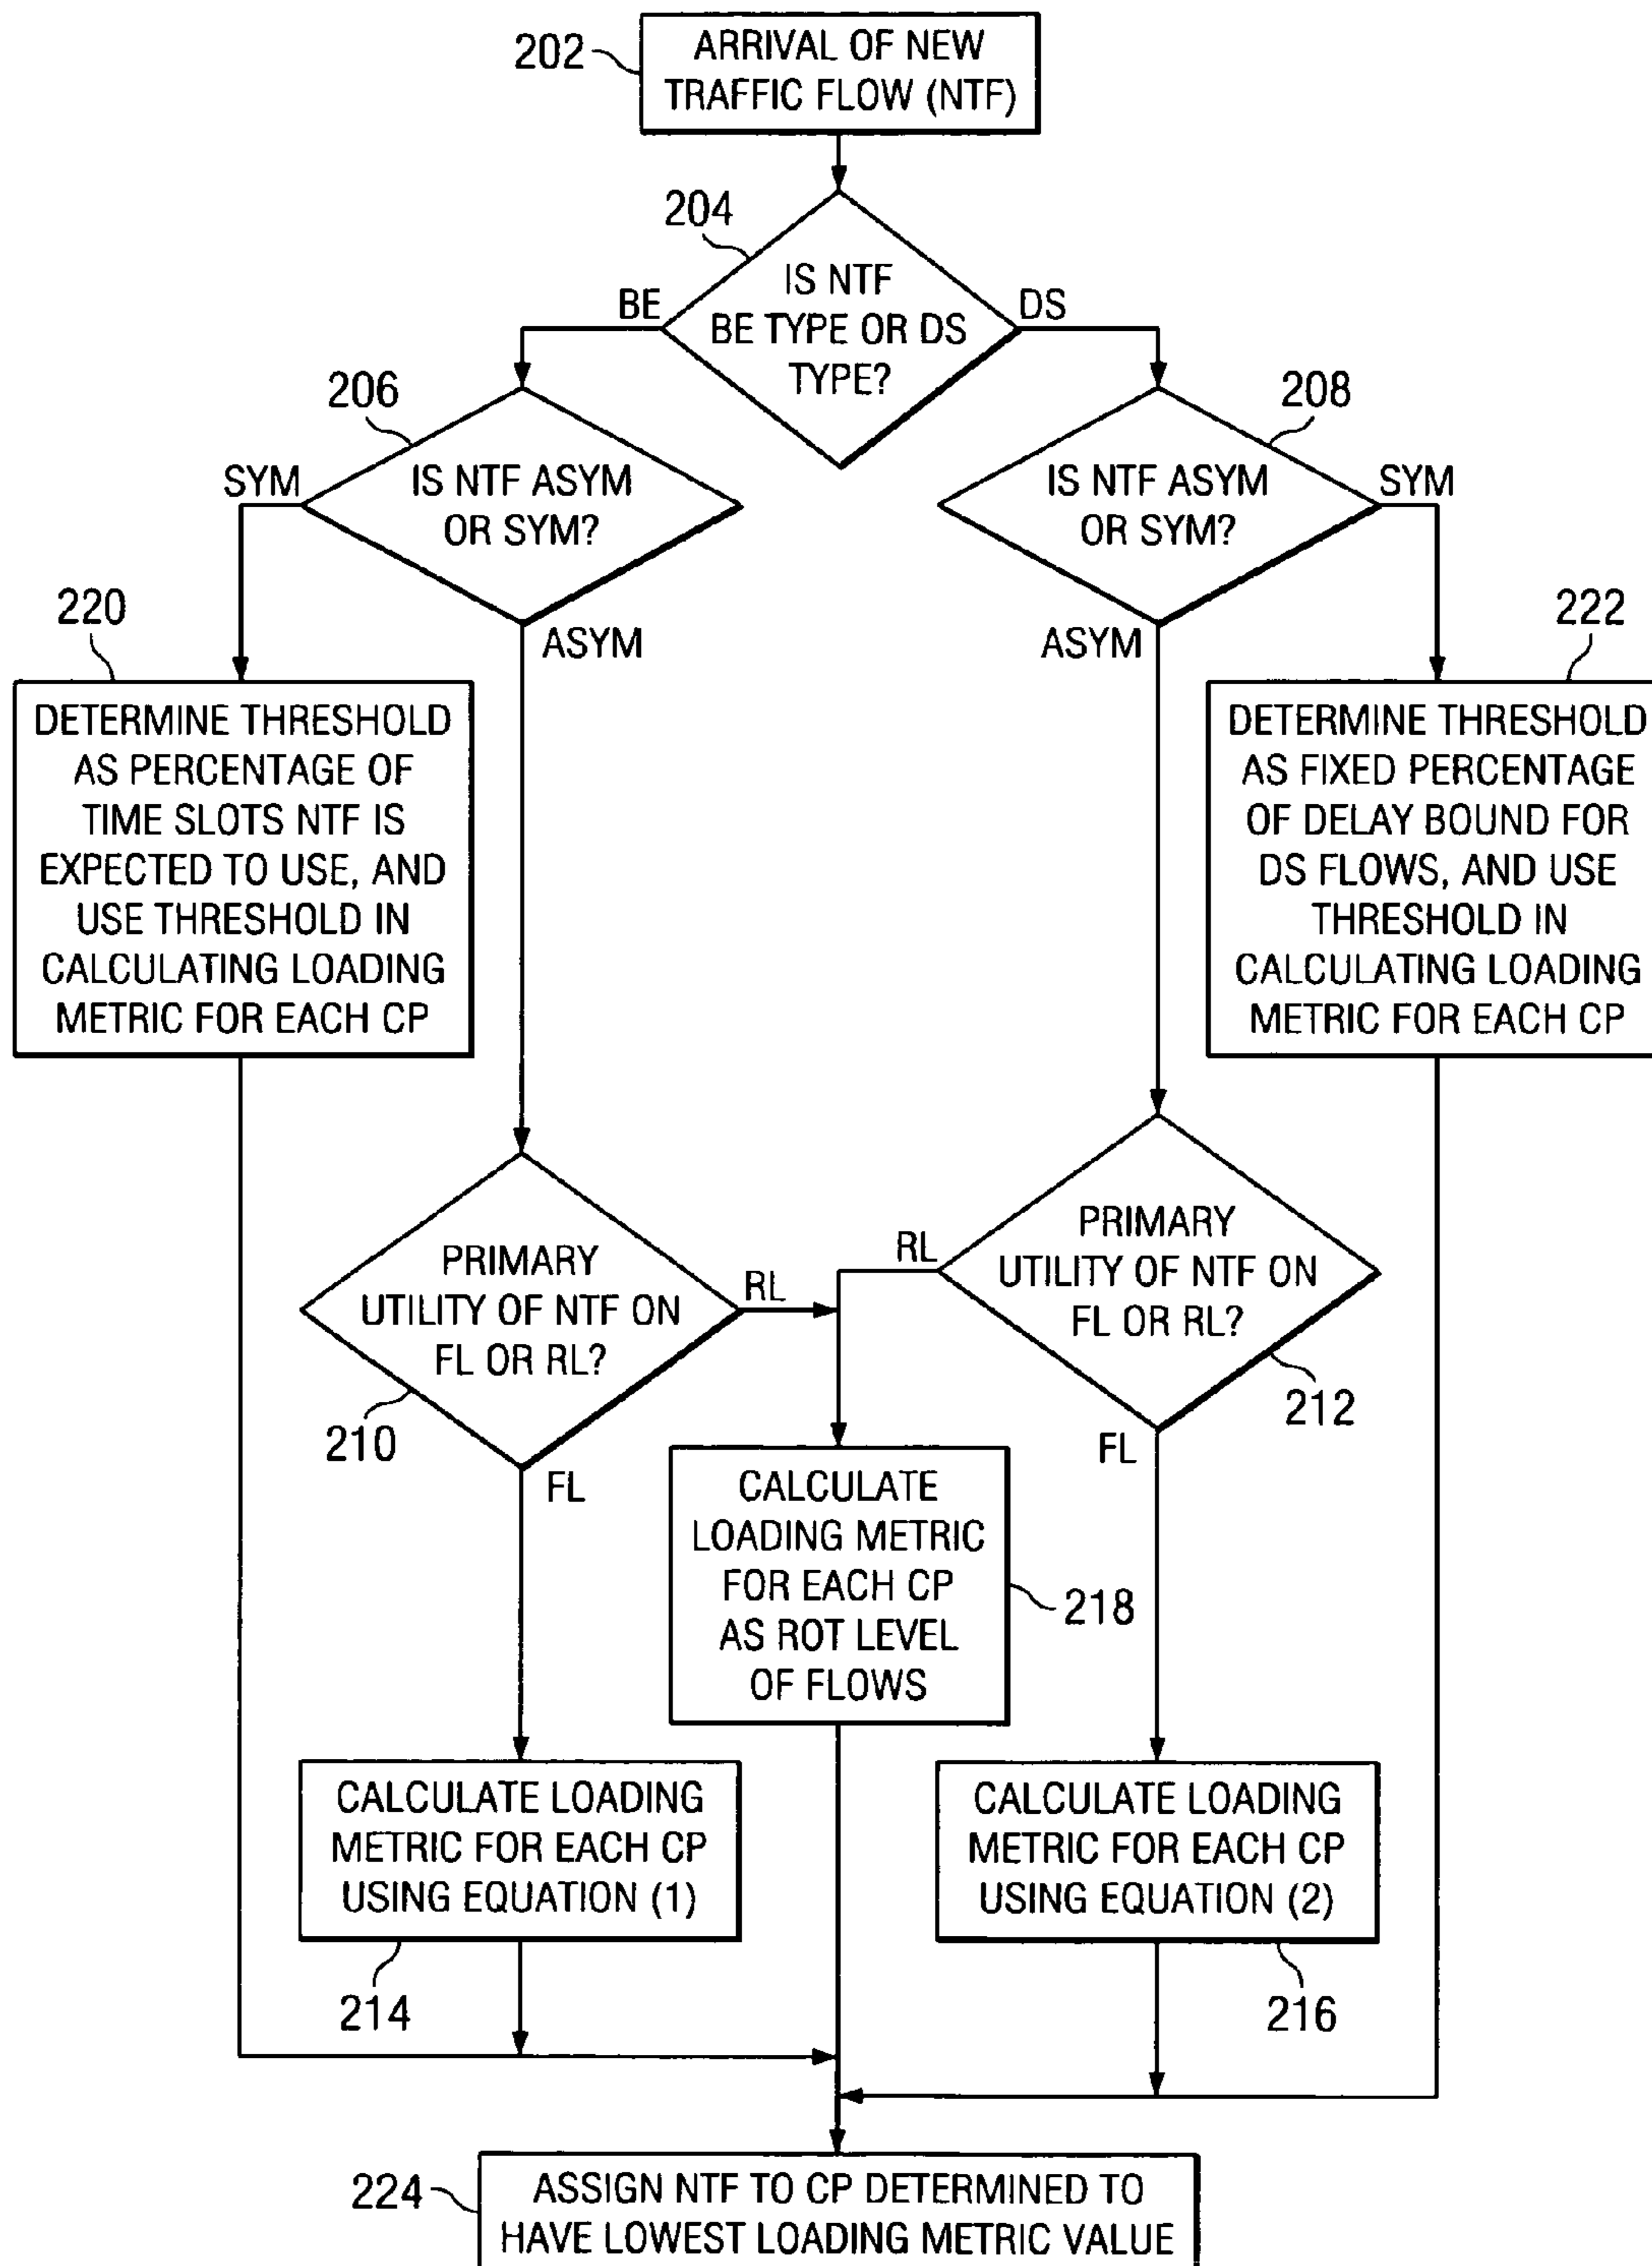 202
ARRIVAL OF NEW
TRAFFIC FLOW (NTF)
204
IS NTF
BE TYPE OR DS
TYPE?
BE
DS
206
IS NTF ASYM
OR SYM?
SYM
ASYM
208
IS NTF ASYM
OR SYM?
SYM
ASYM
220
DETERMINE THRESHOLD
AS PERCENTAGE OF
TIME SLOTS NTF IS
EXPECTED TO USE, AND
USE THRESHOLD IN
CALCULATING LOADING
METRIC FOR EACH CP
222
DETERMINE THRESHOLD
AS FIXED PERCENTAGE
OF DELAY BOUND FOR
DS FLOWS, AND USE
THRESHOLD IN
CALCULATING LOADING
METRIC FOR EACH CP
PRIMARY
UTILITY OF NTF ON
FL OR RL?
RL
210
FL
PRIMARY
UTILITY OF NTF ON
FL OR RL?
RL
212
FL
CALCULATE
LOADING METRIC
FOR EACH CP
AS ROT LEVEL
OF FLOWS
218
CALCULATE LOADING
METRIC FOR EACH CP
USING EQUATION (1)
214
CALCULATE LOADING
METRIC FOR EACH CP
USING EQUATION (2)
216
224
ASSIGN NTF TO CP DETERMINED TO
HAVE LOWEST LOADING METRIC VALUE